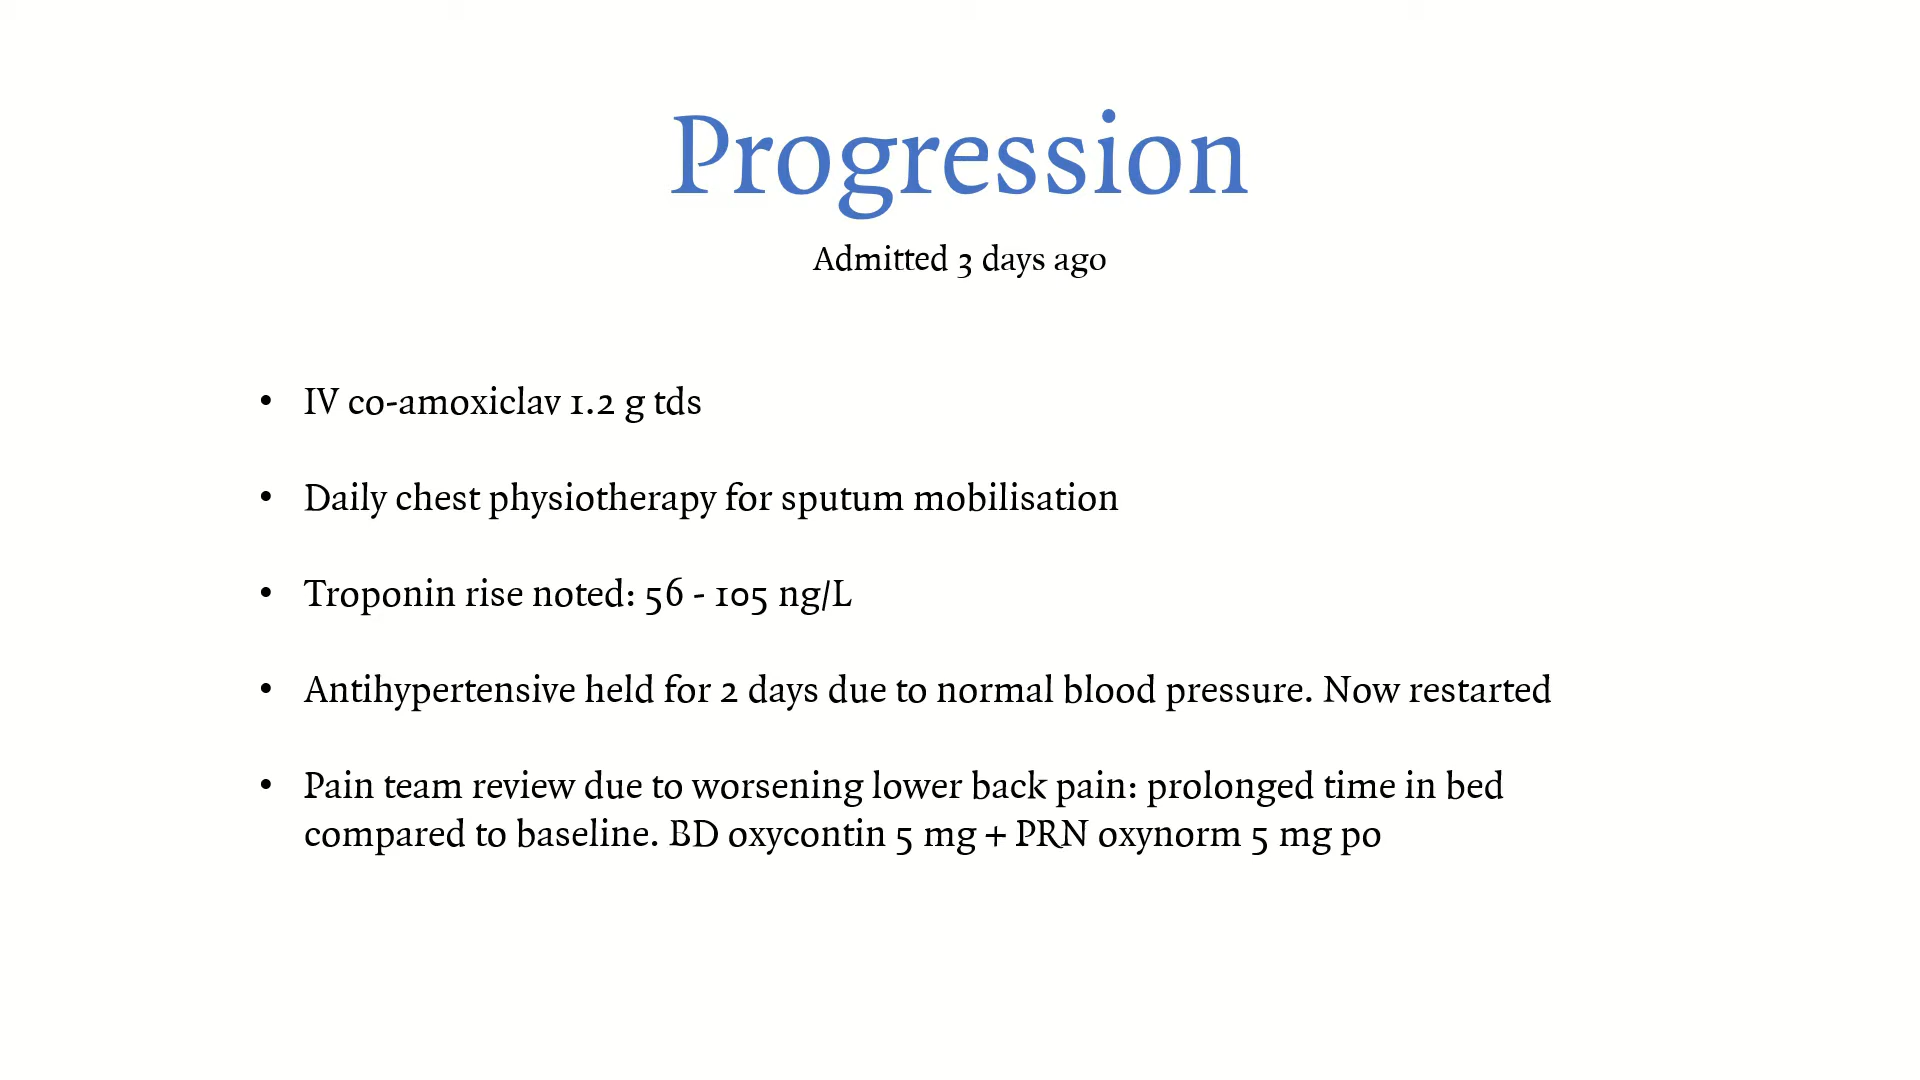 Progression
Admitted 3 days ago
• IV co-amoxiclav 1.2 g tds
• Daily chest physiotherapy for sputum mobilisation
• Troponin rise noted: 56 - 105 ng/L
• Antihypertensive held for 2 days due to normal blood pressure. Now restarted
• Pain team review due to worsening lower back pain: prolonged time in bed
compared to baseline. BD oxycontin 5 mg + PRN oxynorm 5 mg po